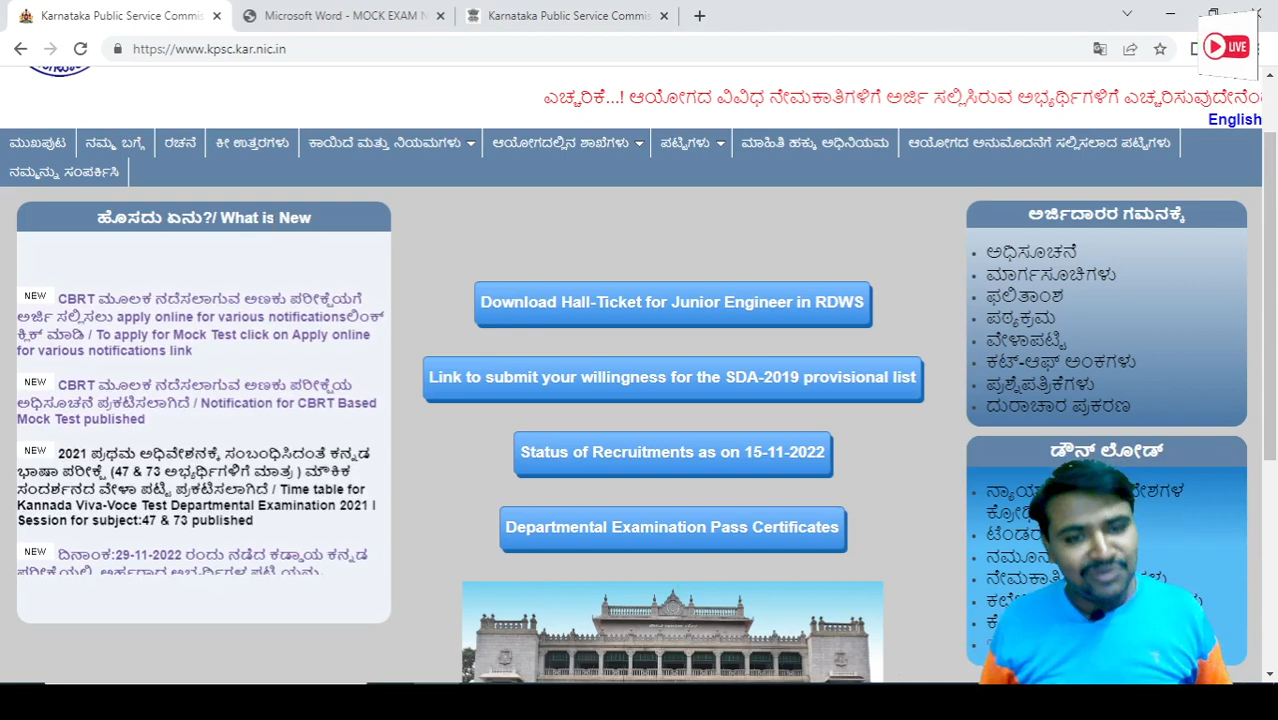 Karnataka Public Service Commis
Microsoft Word - MOCK EXAM N
Karnataka Public Service Commis
https://www.kpsc.kar.nic.in
LIVE
ಎಚ್ಚರಿಕೆ...! ಆಯೋಗದ ವಿವಿಧ ನೇಮಕಾತಿಗಳಿಗೆ ಅರ್ಜಿ ಸಲ್ಲಿಸಿರುವ ಅಭ್ಯರ್ಥಿಗಳಿಗೆ ಎಚ್ಚರಿಸುವುದೇನೆಂ
English
ಮುಖಪುಟ ನಮ್ಮ ಬಗ್ಗೆ ರಚನೆ ಕೀ ಉತ್ತರಗಳು ಕಾಯಿದೆ ಮತ್ತು ನಿಯಮಗಳು ಆಯೋಗದಲ್ಲಿನ ಶಾಖೆಗಳು ಪಟ್ಟಿಗಳು ಮಾಹಿತಿ ಹಕ್ಕು ಅಧಿನಿಯಮ ಆಯೋಗದ ಅನುಮೊದನೆಗೆ ಸಲ್ಲಿಸಲಾದ ಪಟ್ಟಿಗಳು
ನಮ್ಮನ್ನು ಸಂಪರ್ಕಿಸಿ
ಹೊಸದು ಏನು?/ What is New
NEW CBRT ಮೂಲಕ ನಡೆಸಲಾಗುವ ಅಣಕು ಪರೀಕ್ಷೆಯಗೆ
ಅರ್ಜಿ ಸಲ್ಲಿಸಲು apply online for various notificationsಲಿಂಕ್
ಕ್ಲಿಕ್ ಮಾಡಿ / To apply for Mock Test click on Apply online
for various notifications link
NEW CBRT ಮೂಲಕ ನಡೆಸಲಾಗುವ ಅಣಕು ಪರೀಕ್ಷೆಯ
ಅಧಿಸೂಚನೆ ಪ್ರಕಟಿಸಲಾಗಿದೆ / Notification for CBRT Based
Mock Test published
NEW 2021 ಪ್ರಥಮ ಅಧಿವೇಶನಕ್ಕೆ ಸಂಬಂಧಿಸಿದಂತೆ ಕನ್ನಡ
ಭಾಷಾ ಪರೀಕ್ಷೆ (47 & 73 ಅಭ್ಯರ್ಥಿಗಳಿಗೆ ಮಾತ್ರ ) ಮೌಕಿಕ
ಸಂದರ್ಶನದ ವೇಳಾ ಪಟ್ಟಿ ಪ್ರಕಟಿಸಲಾಗಿದೆ / Time table for
Kannada Viva-Voce Test Departmental Examination 2021 I
Session for subject:47 & 73 published
NEW ದಿನಾಂಕ:29-11-2022 ರಂದು ನಡೆದ ಕಡ್ಡಾಯ ಕನ್ನಡ
ಪರೀಕ್ಷೆಯಲ್ಲಿ ಅರ್ಹರಾದ ಅಭ್ಯರ್ಥಿಗಳ ಪಟ್ಟಿಯನ್ನು
Download Hall-Ticket for Junior Engineer in RDWS
Link to submit your willingness for the SDA-2019 provisional list
Status of Recruitments as on 15-11-2022
Departmental Examination Pass Certificates
ಅರ್ಜಿದಾರರ ಗಮನಕ್ಕೆ
ಅಧಿಸೂಚನೆ
ಮಾರ್ಗಸೂಚಿಗಳು
ಫಲಿತಾಂಶ
ಪಠ್ಯಕ್ರಮ
ವೇಳಾಪಟ್ಟಿ
ಕಟ್-ಆಫ್ ಅಂಕಗಳು
ಪ್ರಶ್ನೆಪತ್ರಿಕೆಗಳು
ದುರಾಚಾರ ಪ್ರಕರಣ
ಡೌನ್ ಲೋಡ್